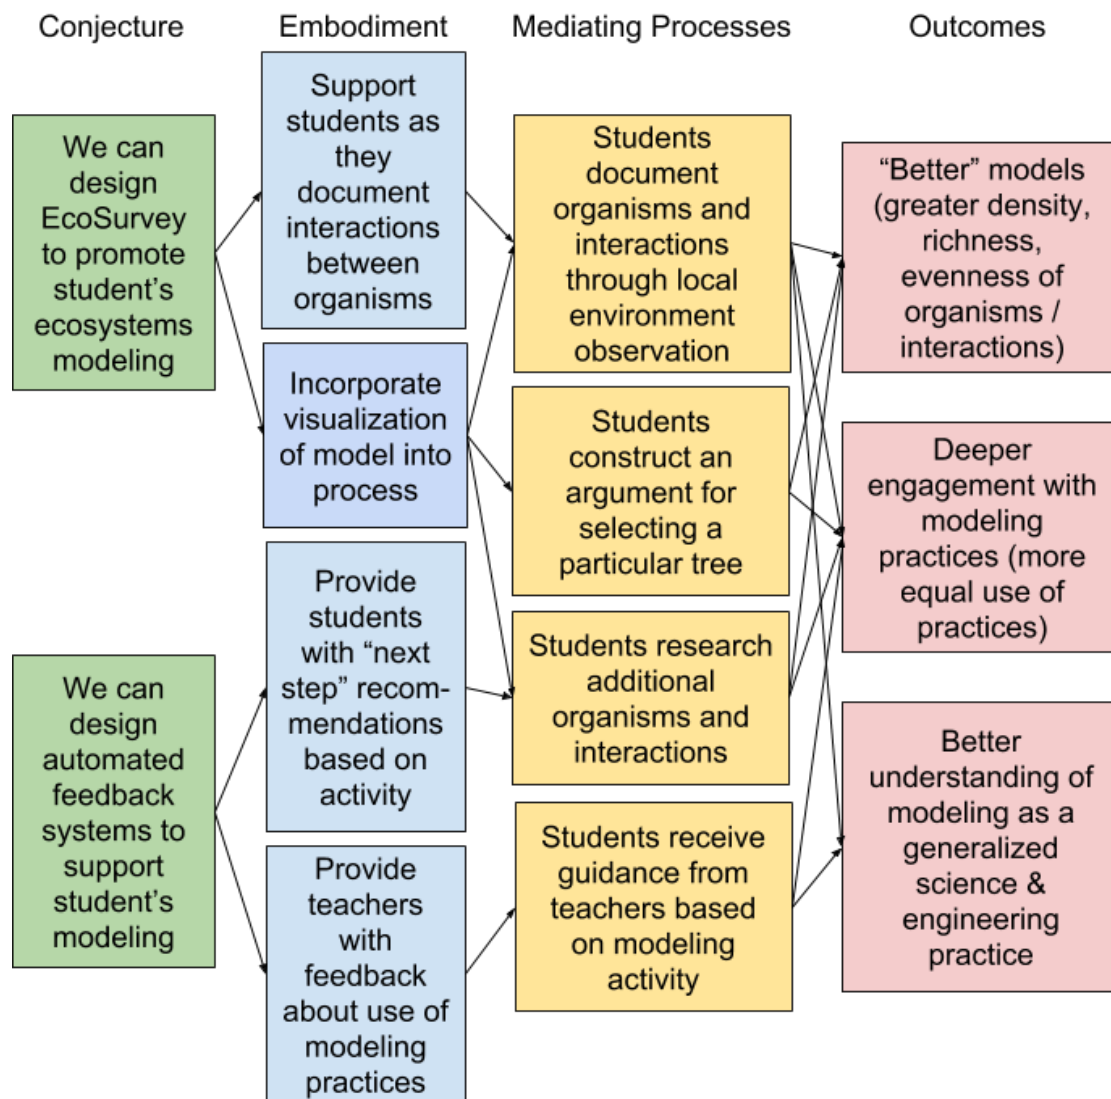 Conjecture
Embodiment
Mediating Processes
Outcomes
We can
design
EcoSurvey
to promote
student’s
ecosystems
modeling
We can
design
automated
feedback
systems to
support
student’s
modeling
Support
students as
they
document
interactions
between
organisms
Incorporate
visualization
of model into
process
Provide
students
with “next
step” recom-
mendations
based on
activity
Provide
teachers
with
feedback
about use of
modeling
practices
Students
document
organisms and
interactions
through local
environment
observation
Students
construct an
argument for
selecting a
particular tree
Students research
additional
organisms and
interactions
Students receive
guidance from
teachers based
on modeling
activity
“Better” models
(greater density,
richness,
evenness of
organisms /
interactions)
Deeper
engagement with
modeling
practices (more
equal use of
practices)
Better
understanding of
modeling as a
generalized
science &
engineering
practice